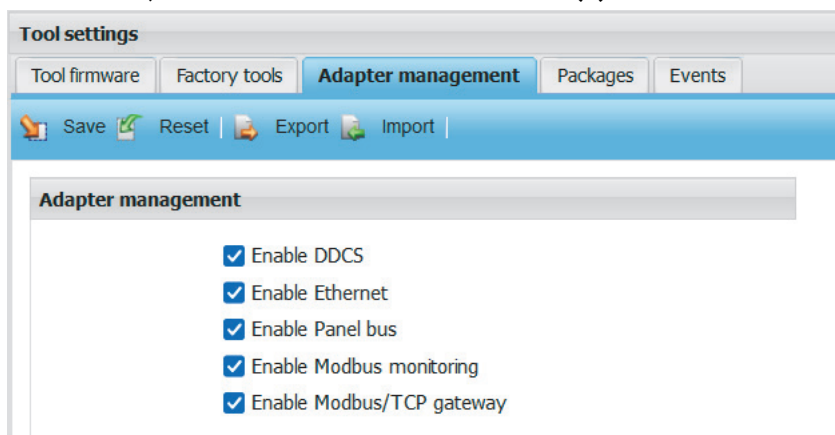 Tool settings
Tool firmware Factory tools Adapter management Packages Events
Save Reset Export Import
Adapter management
Enable DDCS
Enable Ethernet
Enable Panel bus
Enable Modbus monitoring
Enable Modbus/TCP gateway